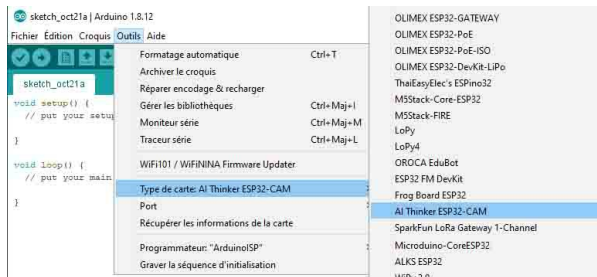 sketch_oct21a | Arduino 1.8.12
Fichier Édition Croquis Outils Aide
sketch_oct21a
void setup() {
// put your setup
}
void loop() {
// put your main
}
Formatage automatique Ctrl+T
Archiver le croquis
Réparer encodage & recharger
Gérer les bibliothèques Ctrl+Maj+I
Moniteur série Ctrl+Maj+M
Traceur série Ctrl+Maj+L
WiFi101 / WiFiNINA Firmware Updater
Type de carte: AI Thinker ESP32-CAM
Port
Récupérer les informations de la carte
Programmateur: "ArduinoISP"
Graver la séquence d'initialisation
OLIMEX ESP32-GATEWAY
OLIMEX ESP32-PoE
OLIMEX ESP32-PoE-ISO
OLIMEX ESP32-DevKit-LiPo
ThaiEasyElec's ESPino32
M5Stack-Core-ESP32
M5Stack-FIRE
LoPy
LoPy4
OROCA EduBot
ESP32 FM DevKit
Frog Board ESP32
AI Thinker ESP32-CAM
SparkFun LoRa Gateway 1-Channel
Microduino-CoreESP32
ALKS ESP32